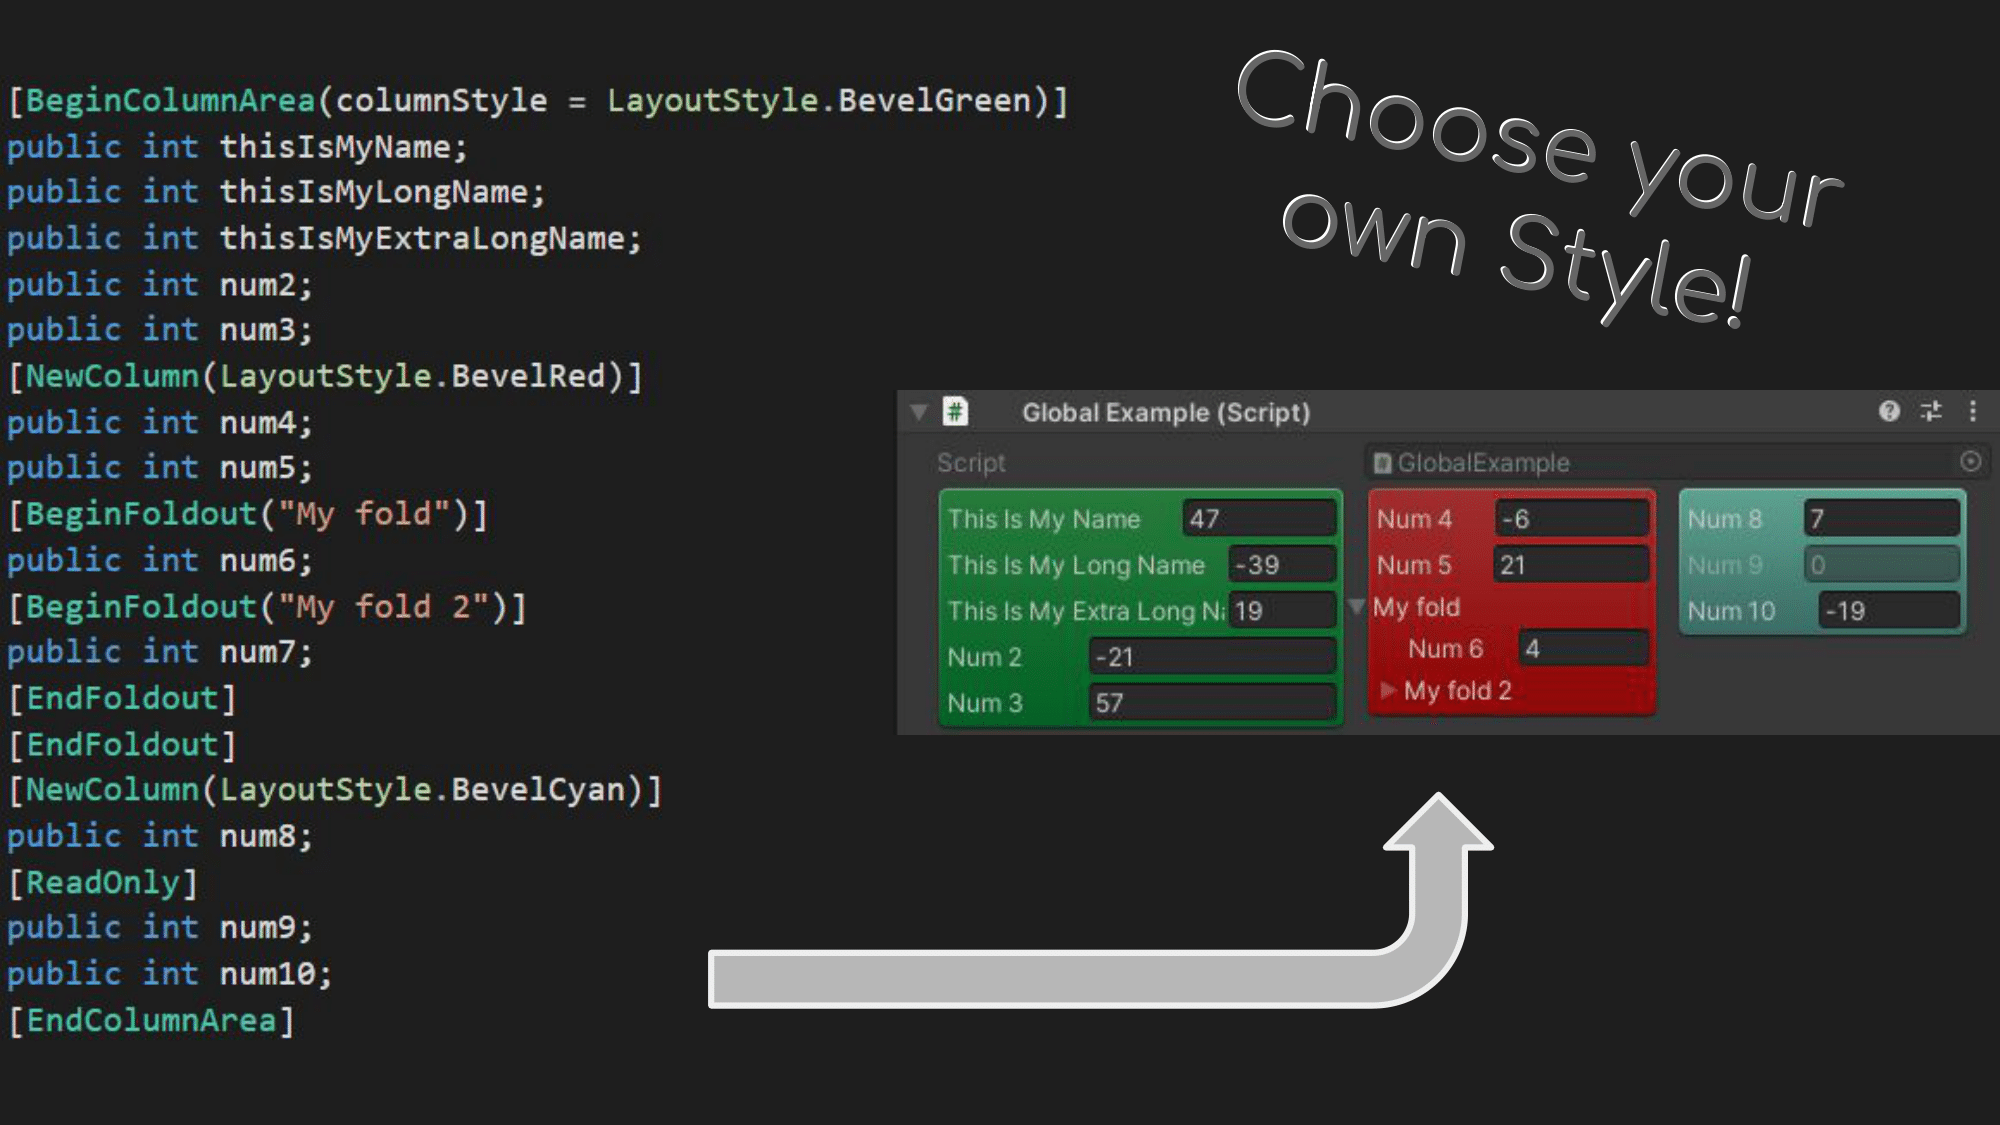 [BeginColumnArea(columnStyle = LayoutStyle.BevelGreen)]
public int thisIsMyName;
public int thisIsMyLongName;
public int thisIsMyExtraLongName;
public int num2;
public int num3;
[NewColumn(LayoutStyle.BevelRed)]
public int num4;
public int num5;
[BeginFoldout("My fold")]
public int num6;
[BeginFoldout("My fold 2")]
public int num7;
[EndFoldout]
[EndFoldout]
[NewColumn(LayoutStyle.BevelCyan)]
public int num8;
[ReadOnly]
public int num9;
public int num10;
[EndColumnArea]
Choose your
own Style!
Global Example (Script)
Script
GlobalExample
This Is My Name 47
This Is My Long Name -39
This Is My Extra Long Na 19
Num 2 -21
Num 3 57
Num 4 -6
Num 5 21
My fold
Num 6 4
My fold 2
Num 8 7
Num 9 0
Num 10 -19